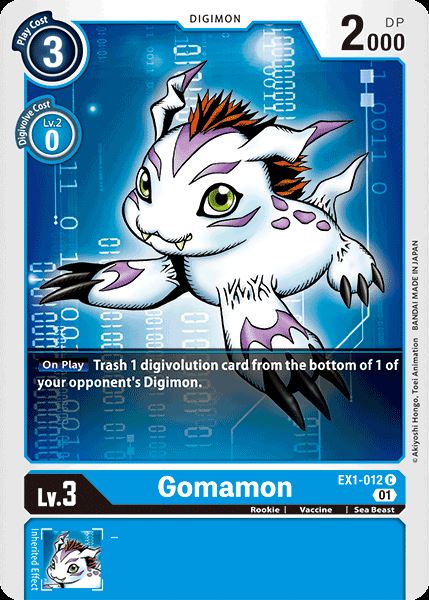 Play Cost
3
DIGIMON
DP
2000
Digivolve Cost
Lv.2
0
On Play Trash 1 digivolution card from the bottom of 1 of
your opponent's Digimon.
©Akiyoshi Hongo, Toei Animation BANDAI MADE IN JAPAN
Lv.3
Gomamon
EX1-012 C
01
Rookie | Vaccine | Sea Beast
Inherited Effect
–